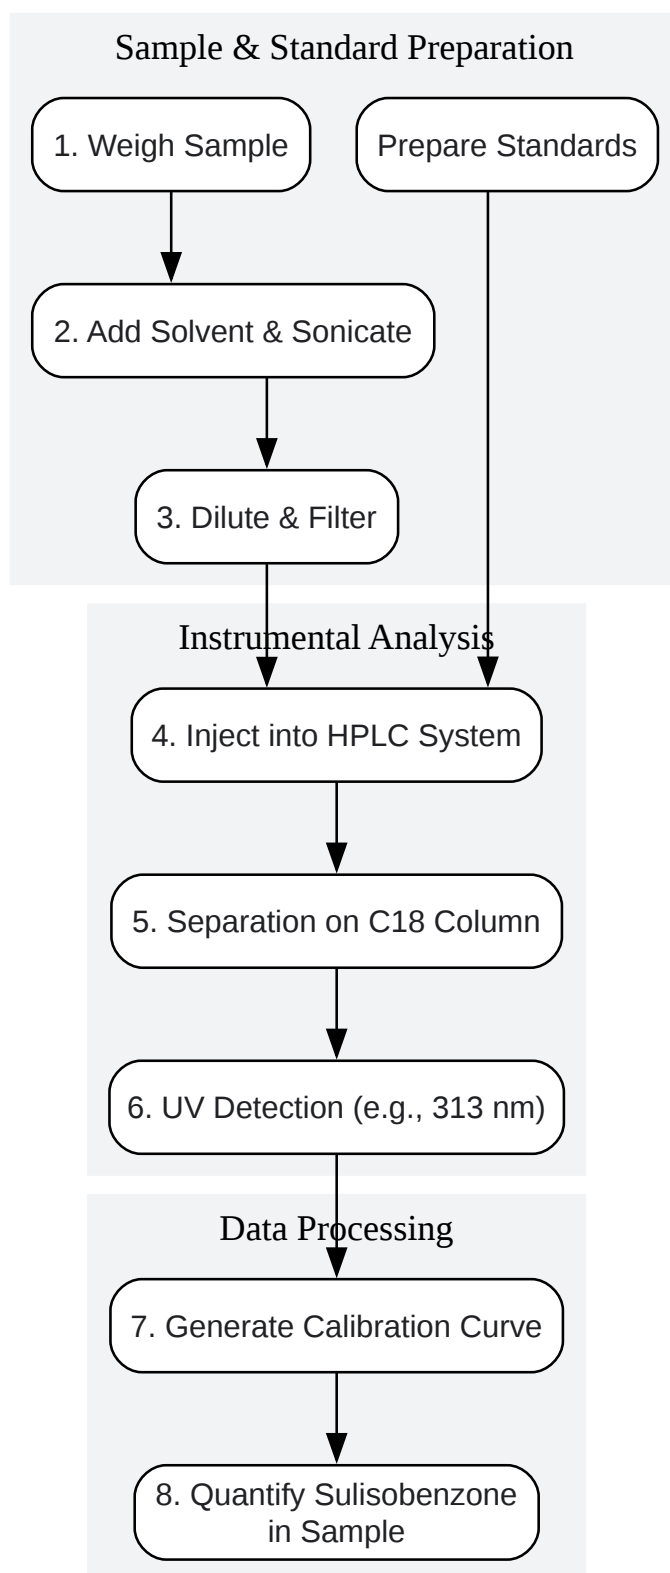 Sample & Standard Preparation
1. Weigh Sample
Prepare Standards
2. Add Solvent & Sonicate
3. Dilute & Filter
Instrumental Analysis
4. Inject into HPLC System
5. Separation on C18 Column
6. UV Detection (e.g., 313 nm)
Data Processing
7. Generate Calibration Curve
8. Quantify Sulisobenzone
in Sample